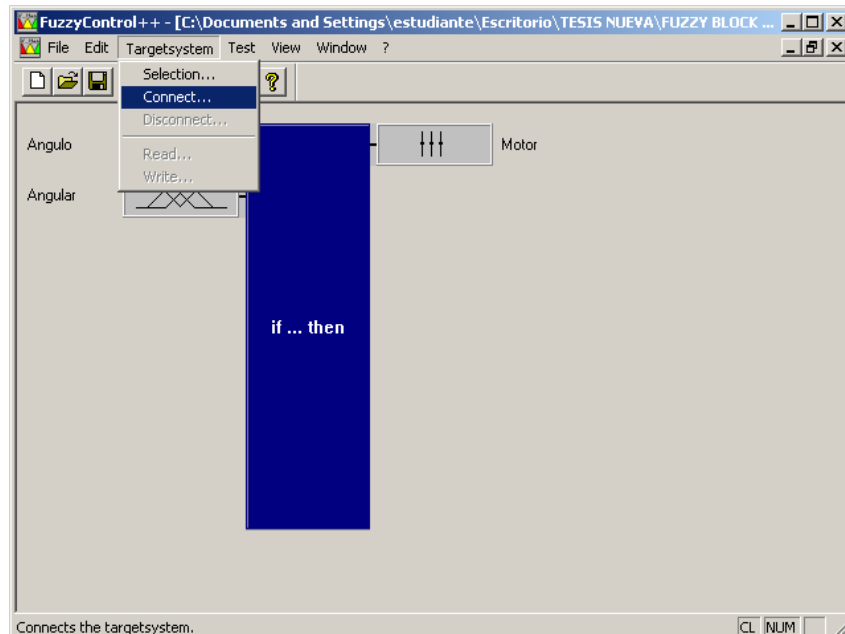 FuzzyControl++ - [C:\Documents and Settings\estudiante\Escritorio\TESIS NUEVA\FUZZY BLOCK ...
File Edit Targetsystem Test View Window ?
Selection...
Connect...
Disconnect...
Read...
Write...
Angulo
Motor
Angular
if ... then
Connects the targetsystem.
CL NUM